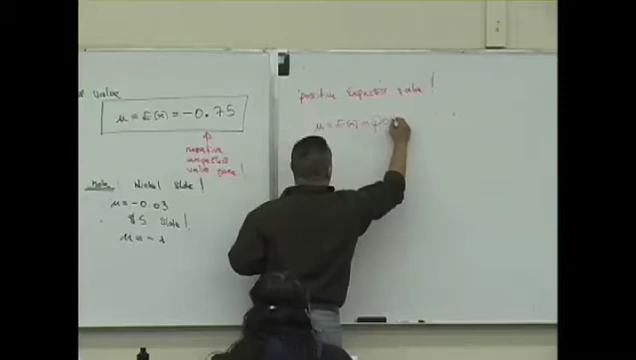 value
μ = E(x) = -0.75
negative
expected
value game!
Note: Nickel Slots!
μ = -0.03
$5 Slots!
μ = -1
positive Expected value!
μ = E(x) =